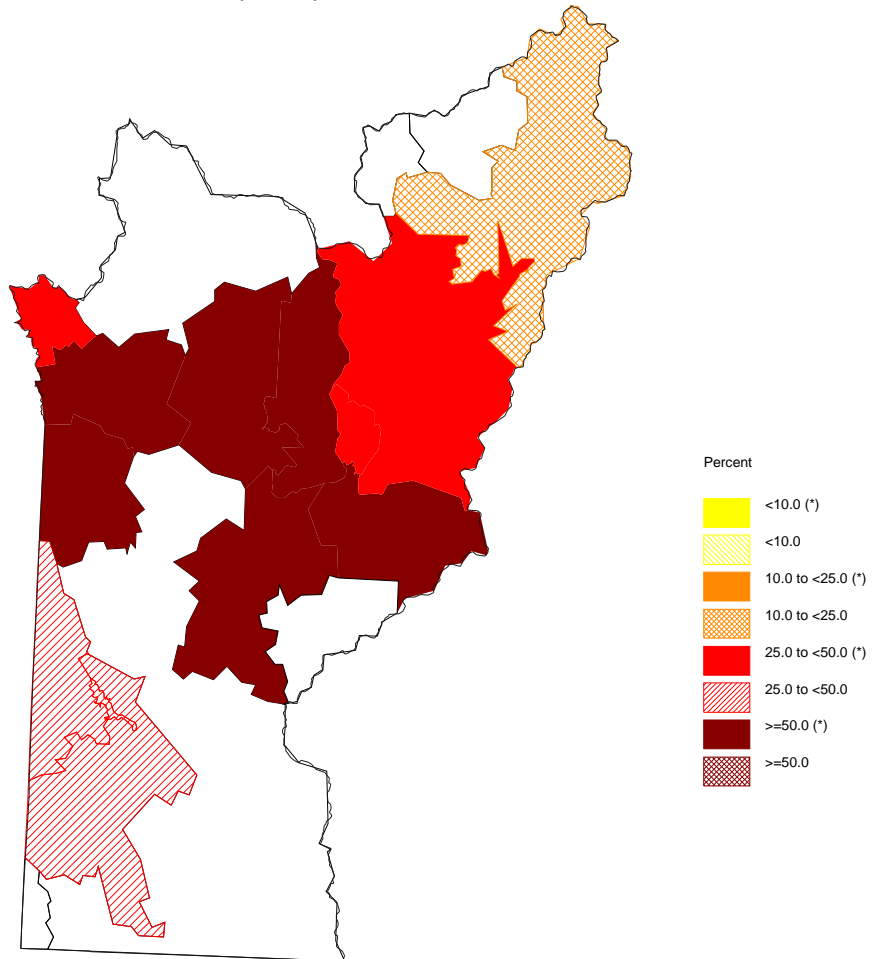 Percent
<10.0 (*)
<10.0
10.0 to <25.0 (*)
10.0 to <25.0
25.0 to <50.0 (*)
25.0 to <50.0
>=50.0 (*)
>=50.0